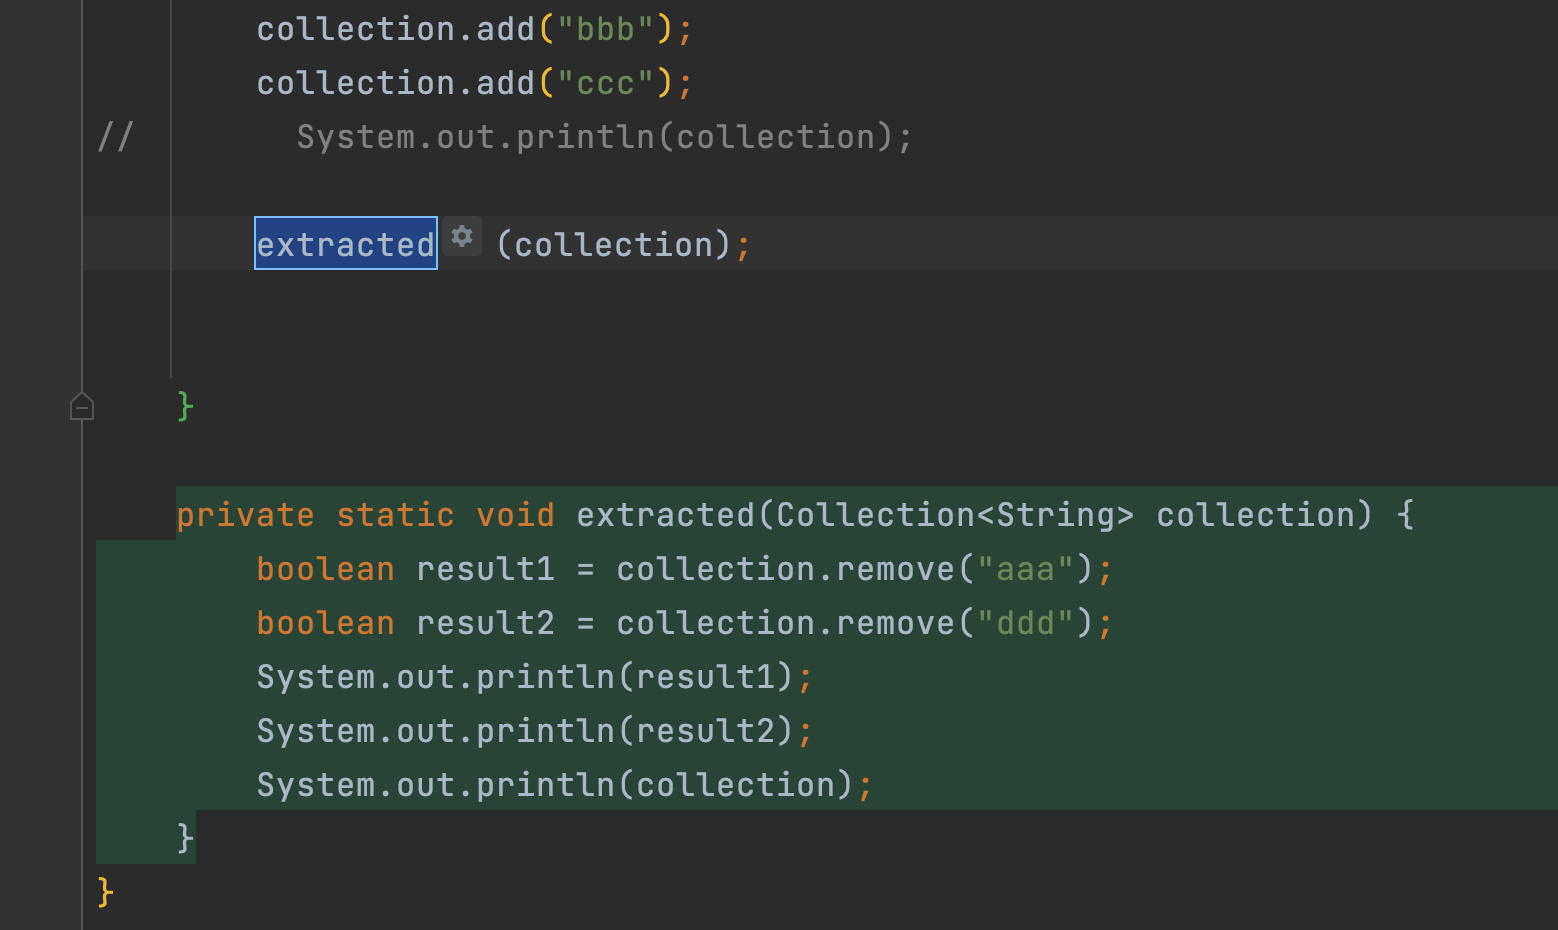 collection.add("bbb");
collection.add("ccc");
//        System.out.println(collection);
extracted(collection);
}
private static void extracted(Collection<String> collection) {
boolean result1 = collection.remove("aaa");
boolean result2 = collection.remove("ddd");
System.out.println(result1);
System.out.println(result2);
System.out.println(collection);
}
}